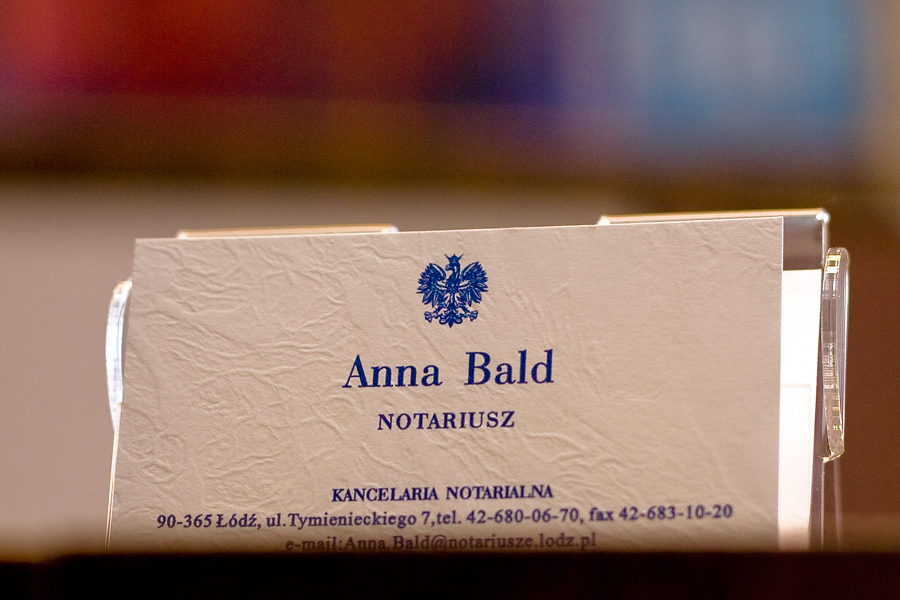 Anna Bald
NOTARIUSZ
KANCELARIA NOTARIALNA
90-365 Łódź, ul.Tymienieckiego 7,tel. 42-680-06-70, fax 42-683-10-20
e-mail:Anna.Bald@notariusze.lodz.pl